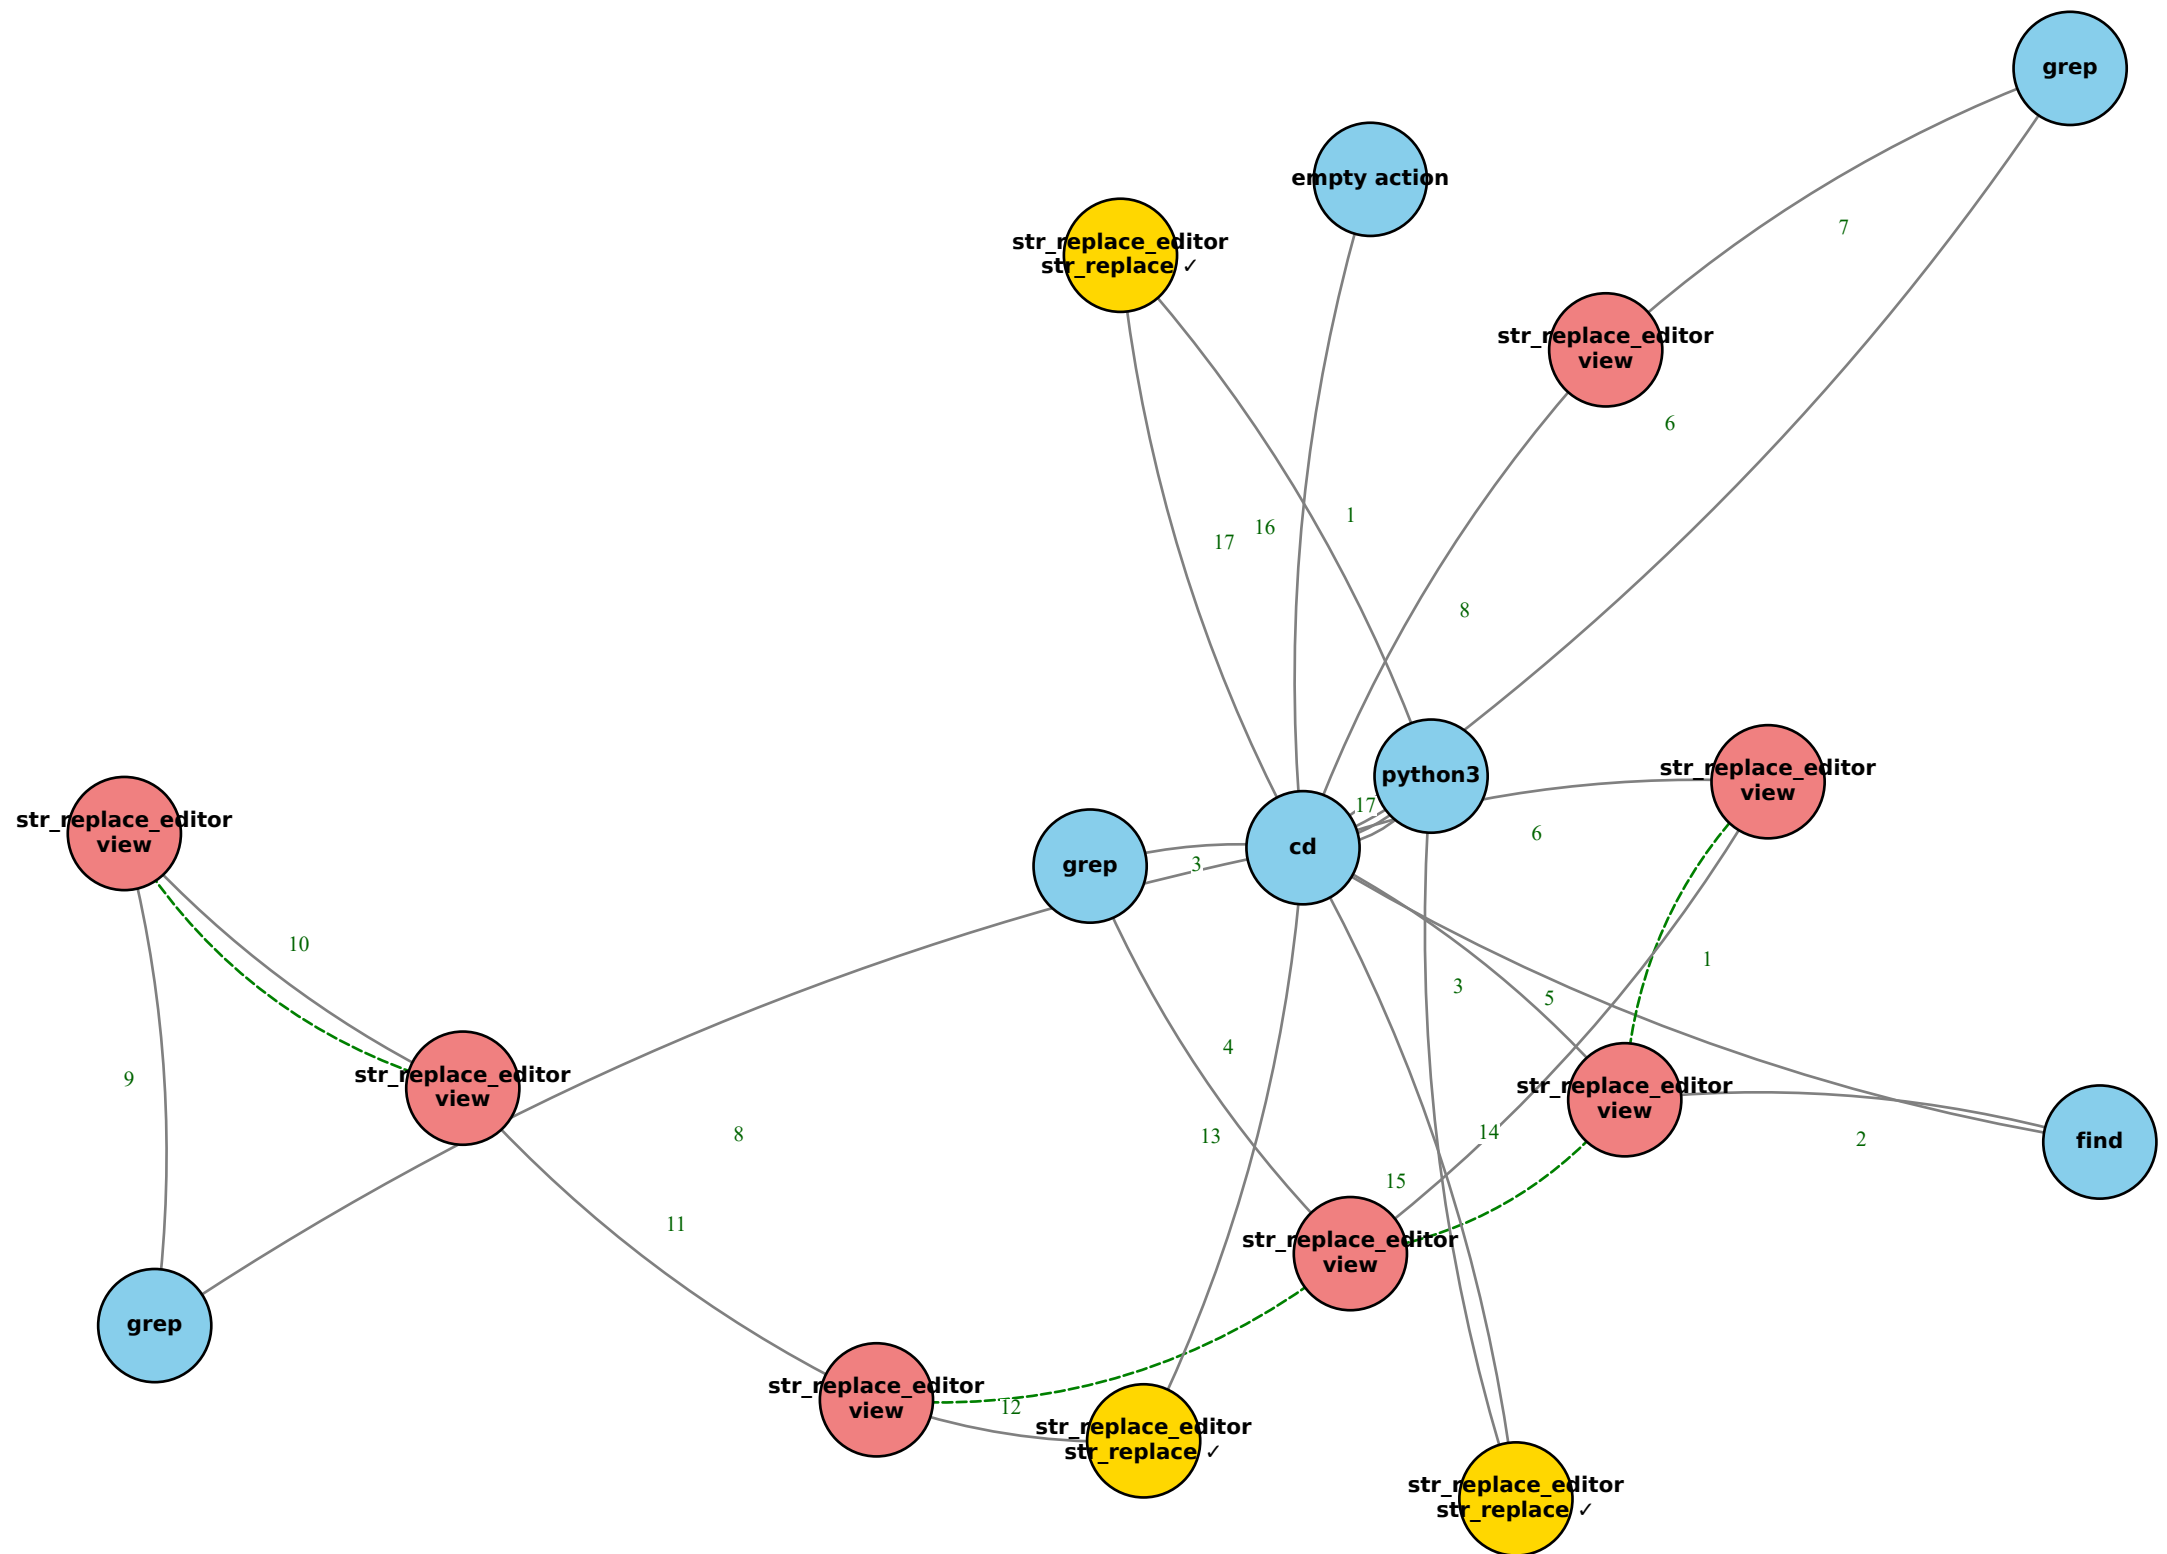 grep
empty action
str_replace_editor
str_replace ✓
7
str_replace_editor
view
6
17
16
1
8
python3
str_replace_editor
view
17
6
str_replace_editor
view
cd
grep
3
10
1
3
5
4
str_replace_editor
view
str_replace_editor
view
9
8
13
14
2
find
15
11
str_replace_editor
view
grep
str_replace_editor
view
12
str_replace_editor
str_replace ✓
str_replace_editor
str_replace ✓